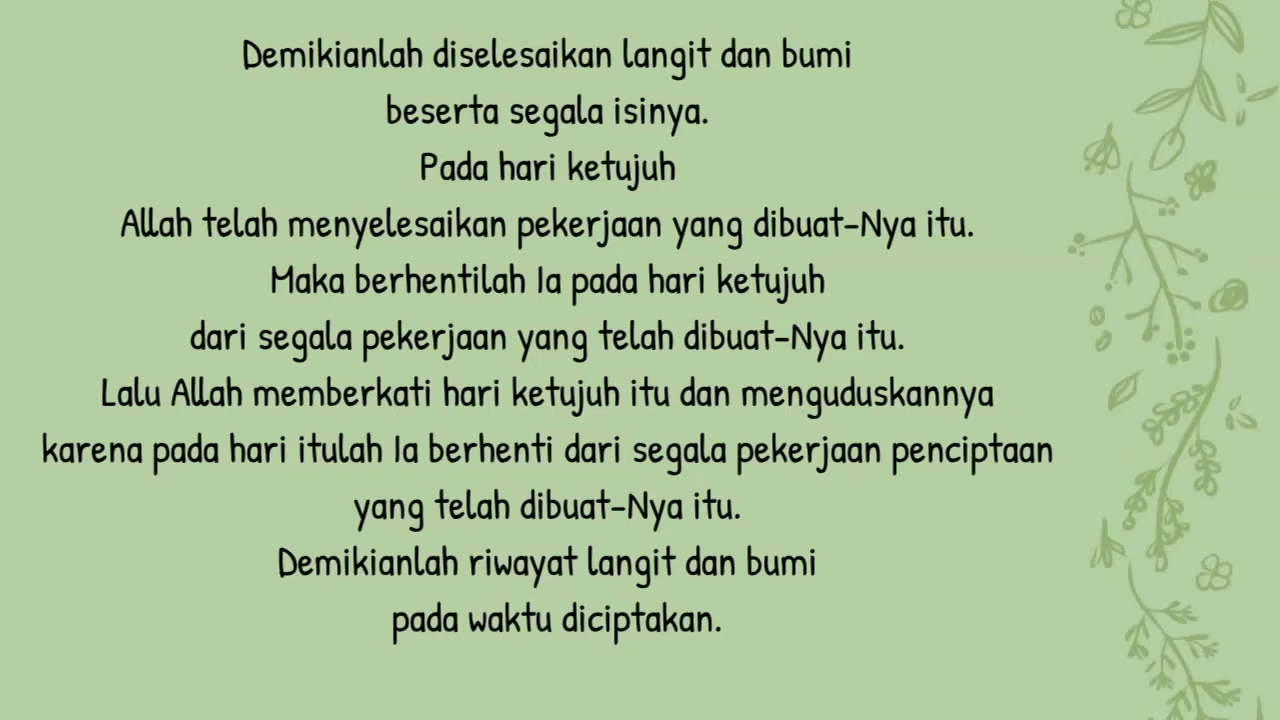 Demikianlah diselesaikan langit dan bumi
beserta segala isinya.
Pada hari ketujuh
Allah telah menyelesaikan pekerjaan yang dibuat-Nya itu.
Maka berhentilah Ia pada hari ketujuh
dari segala pekerjaan yang telah dibuat-Nya itu.
Lalu Allah memberkati hari ketujuh itu dan menguduskannya
karena pada hari itulah Ia berhenti dari segala pekerjaan penciptaan
yang telah dibuat-Nya itu.
Demikianlah riwayat langit dan bumi
pada waktu diciptakan.